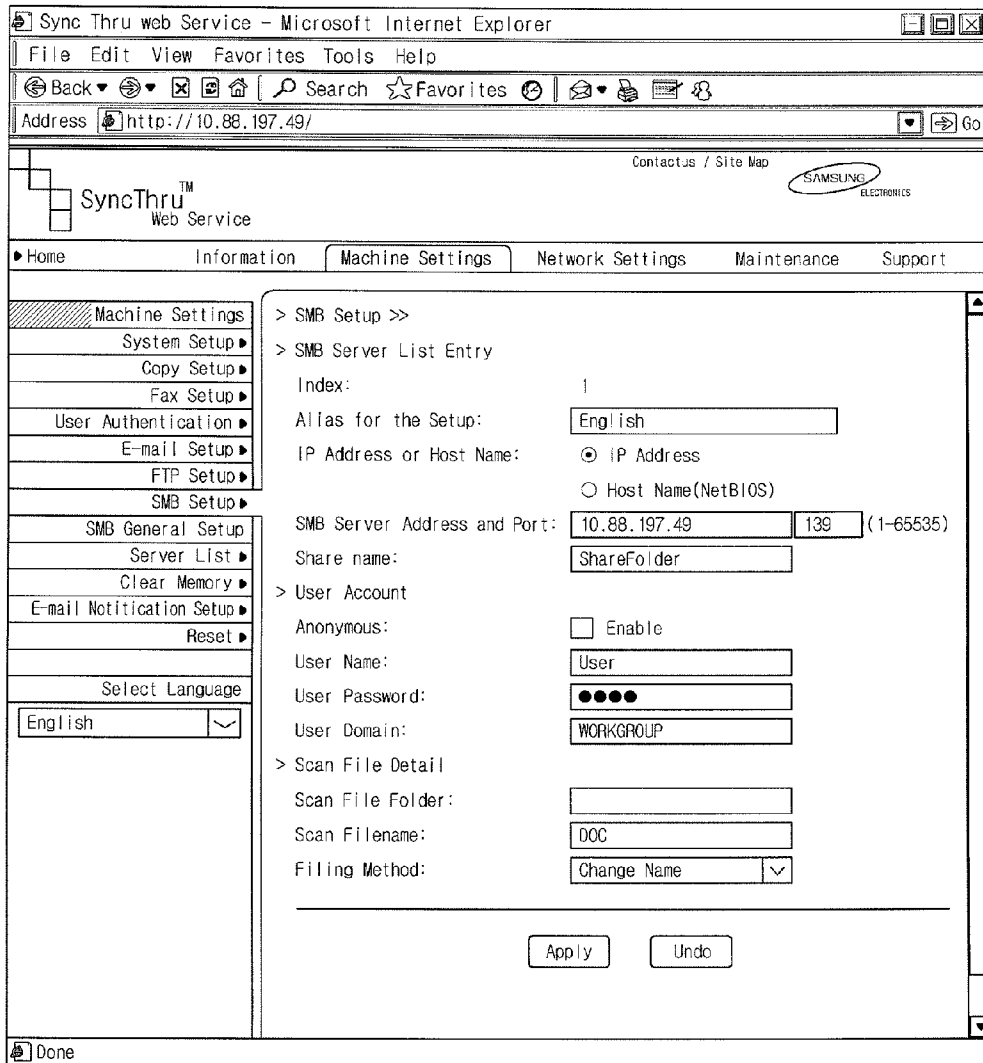 Sync Thru web Service - Microsoft Internet Explorer
File Edit View Favorites Tools Help
Back Search Favorites
Address http://10.88.197.49/ Go
Contactus / Site Map
SAMSUNG ELECTRONICS
SyncThru™
Web Service
Home Information Machine Settings Network Settings Maintenance Support
Machine Settings
System Setup
Copy Setup
Fax Setup
User Authentication
E-mail Setup
FTP Setup
SMB Setup
SMB General Setup
Server List
Clear Memory
E-mail Notitication Setup
Reset
Select Language
English
> SMB Setup >>
> SMB Server List Entry
Index: 1
Alias for the Setup: English
IP Address or Host Name: IP Address
Host Name(NetBIOS)
SMB Server Address and Port: 10.88.197.49 139 (1-65535)
Share name: ShareFolder
> User Account
Anonymous: Enable
User Name: User
User Password: ●●●●
User Domain: WORKGROUP
> Scan File Detail
Scan File Folder:
Scan Filename: DOC
Filing Method: Change Name
Apply Undo
Done